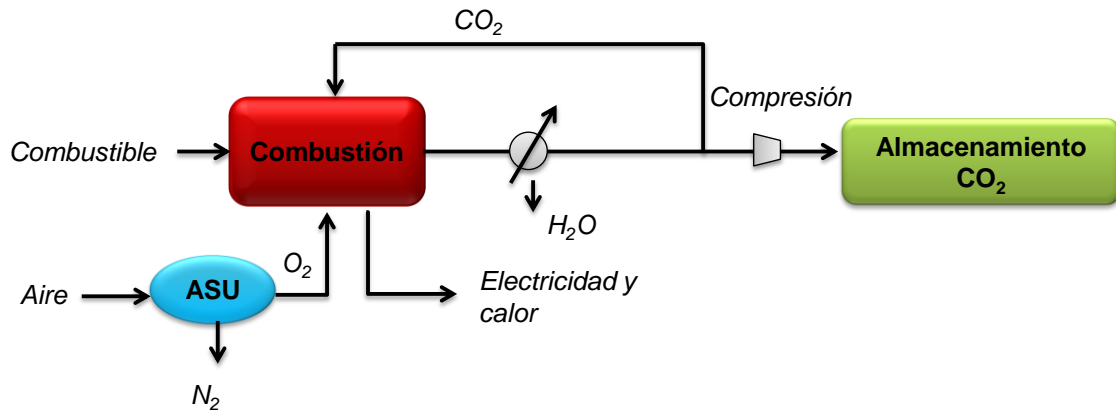 CO₂
Compresión
Combustible
Combustión
Almacenamiento
CO₂
H₂O
O₂
Aire
ASU
Electricidad y
calor
N₂